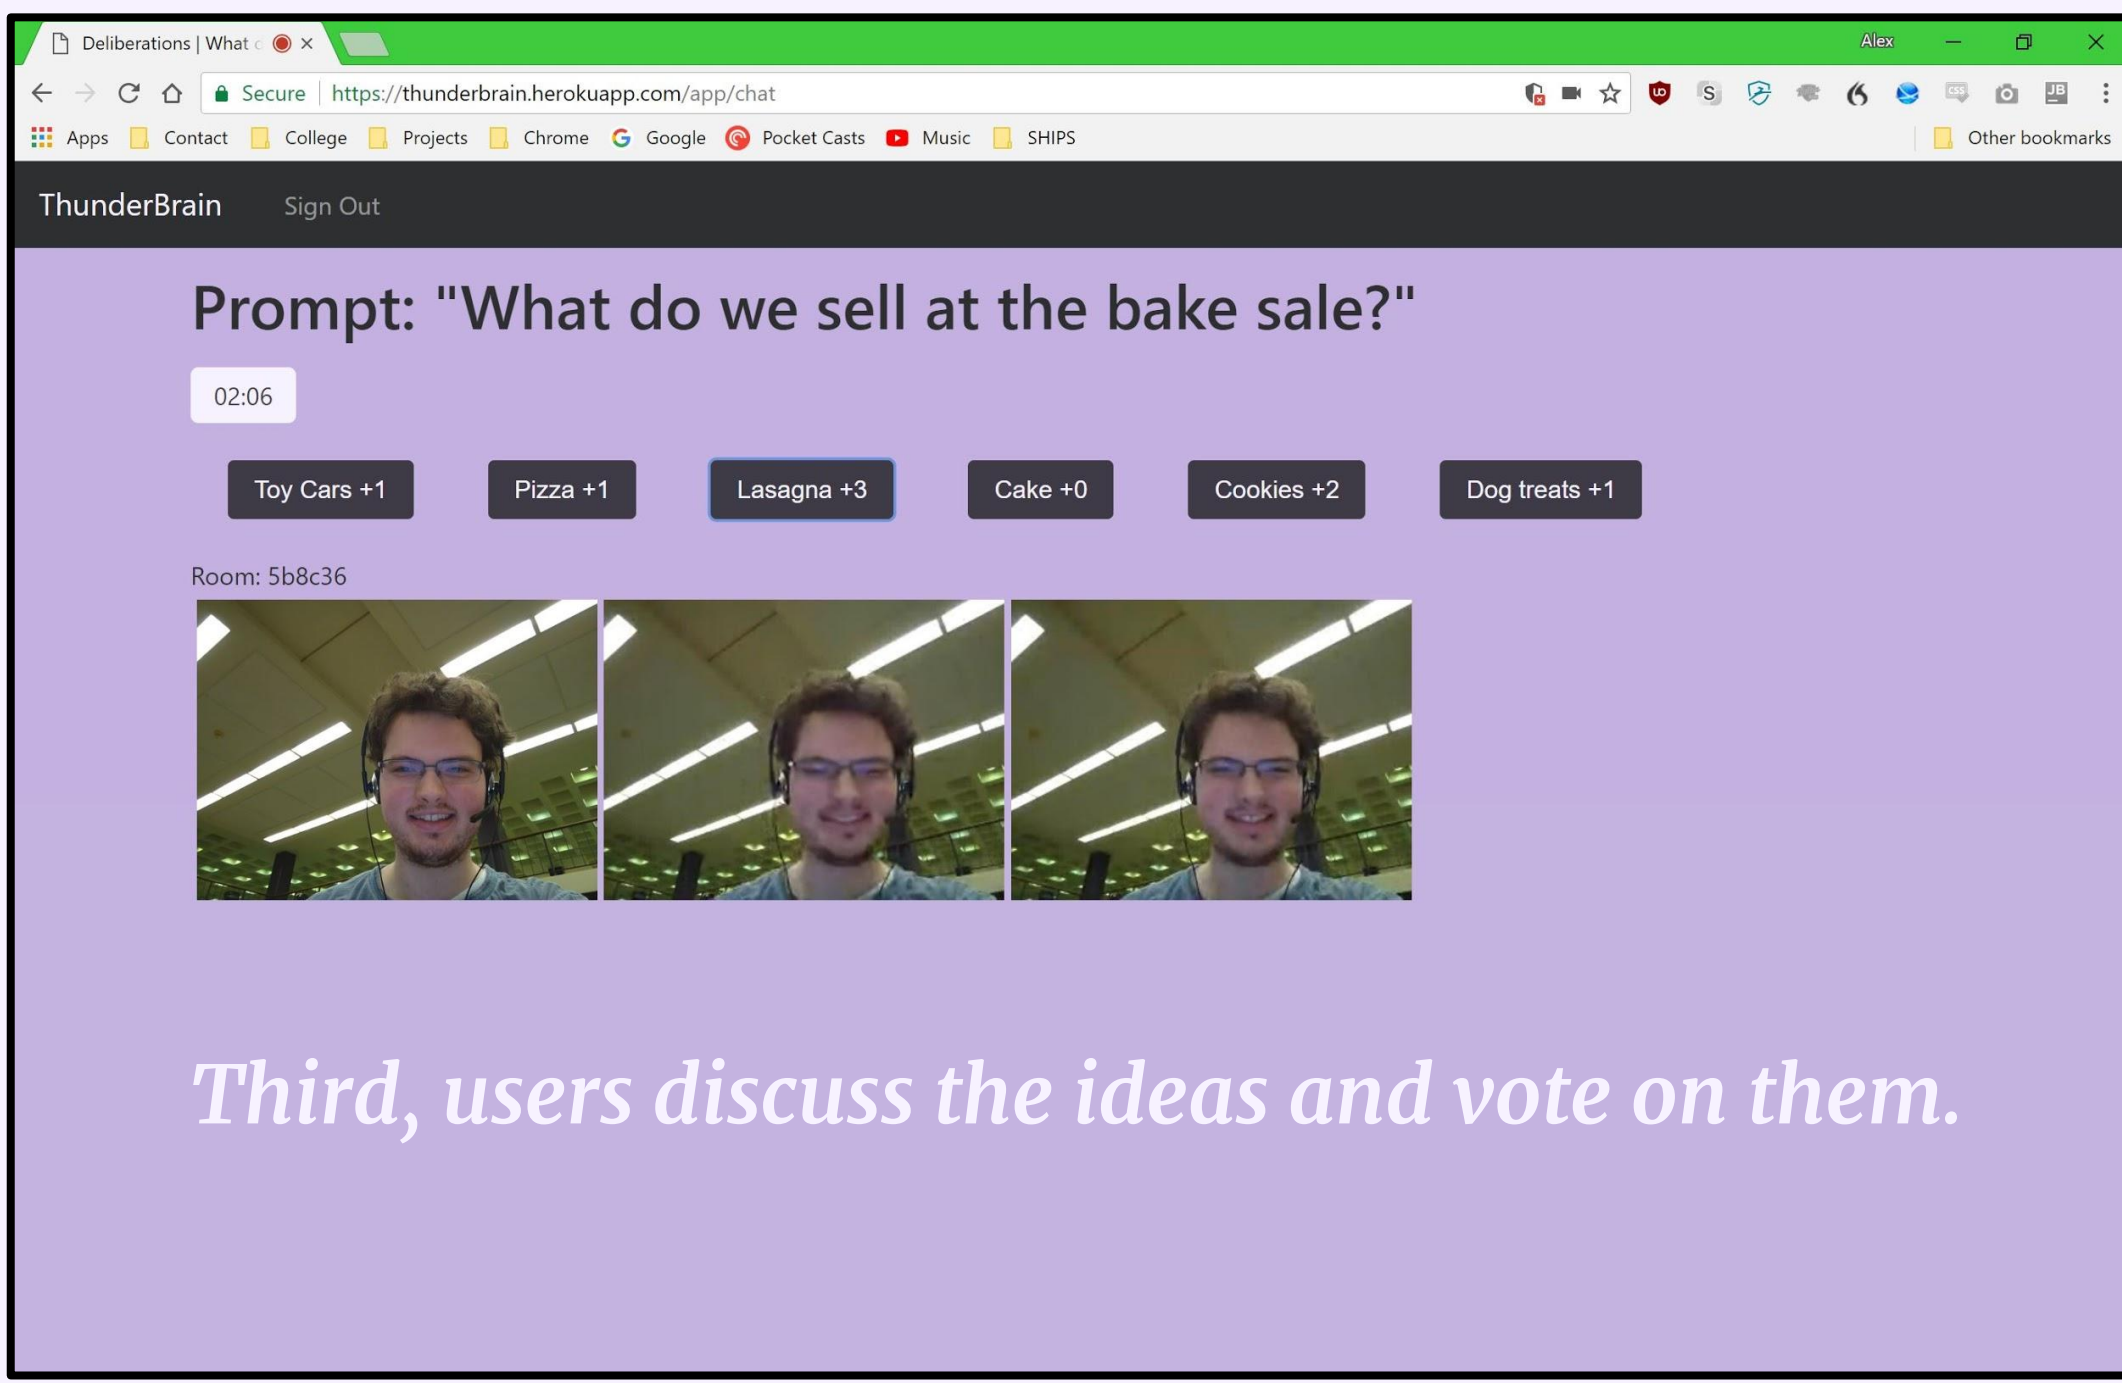 Deliberations | What
Alex
Secure | https://thunderbrain.herokuapp.com/app/chat
Apps Contact College Projects Chrome Google Pocket Casts Music SHIPS Other bookmarks
ThunderBrain Sign Out
Prompt: "What do we sell at the bake sale?"
02:06
Toy Cars +1 Pizza +1 Lasagna +3 Cake +0 Cookies +2 Dog treats +1
Room: 5b8c36
Third, users discuss the ideas and vote on them.